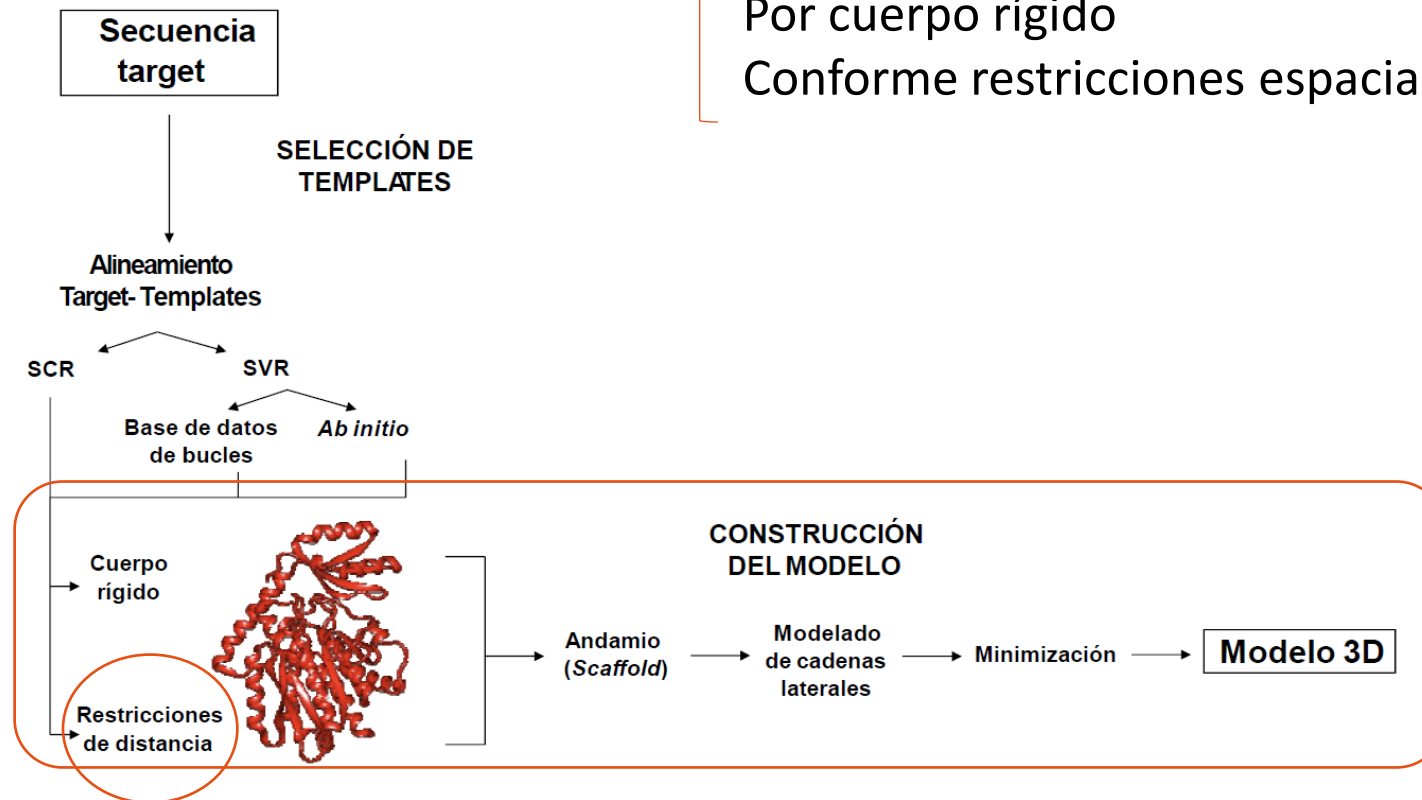 Por cuerpo rígido
Conforme restricciones espacia
Secuencia
target
SELECCIÓN DE
TEMPLATES
Alineamiento
Target- Templates
SCR
SVR
Base de datos
de bucles
Ab initio
CONSTRUCCIÓN
DEL MODELO
Cuerpo
rígido
Restricciones
de distancia
Andamio
(Scaffold)
Modelado
de cadenas
laterales
Minimización
Modelo 3D